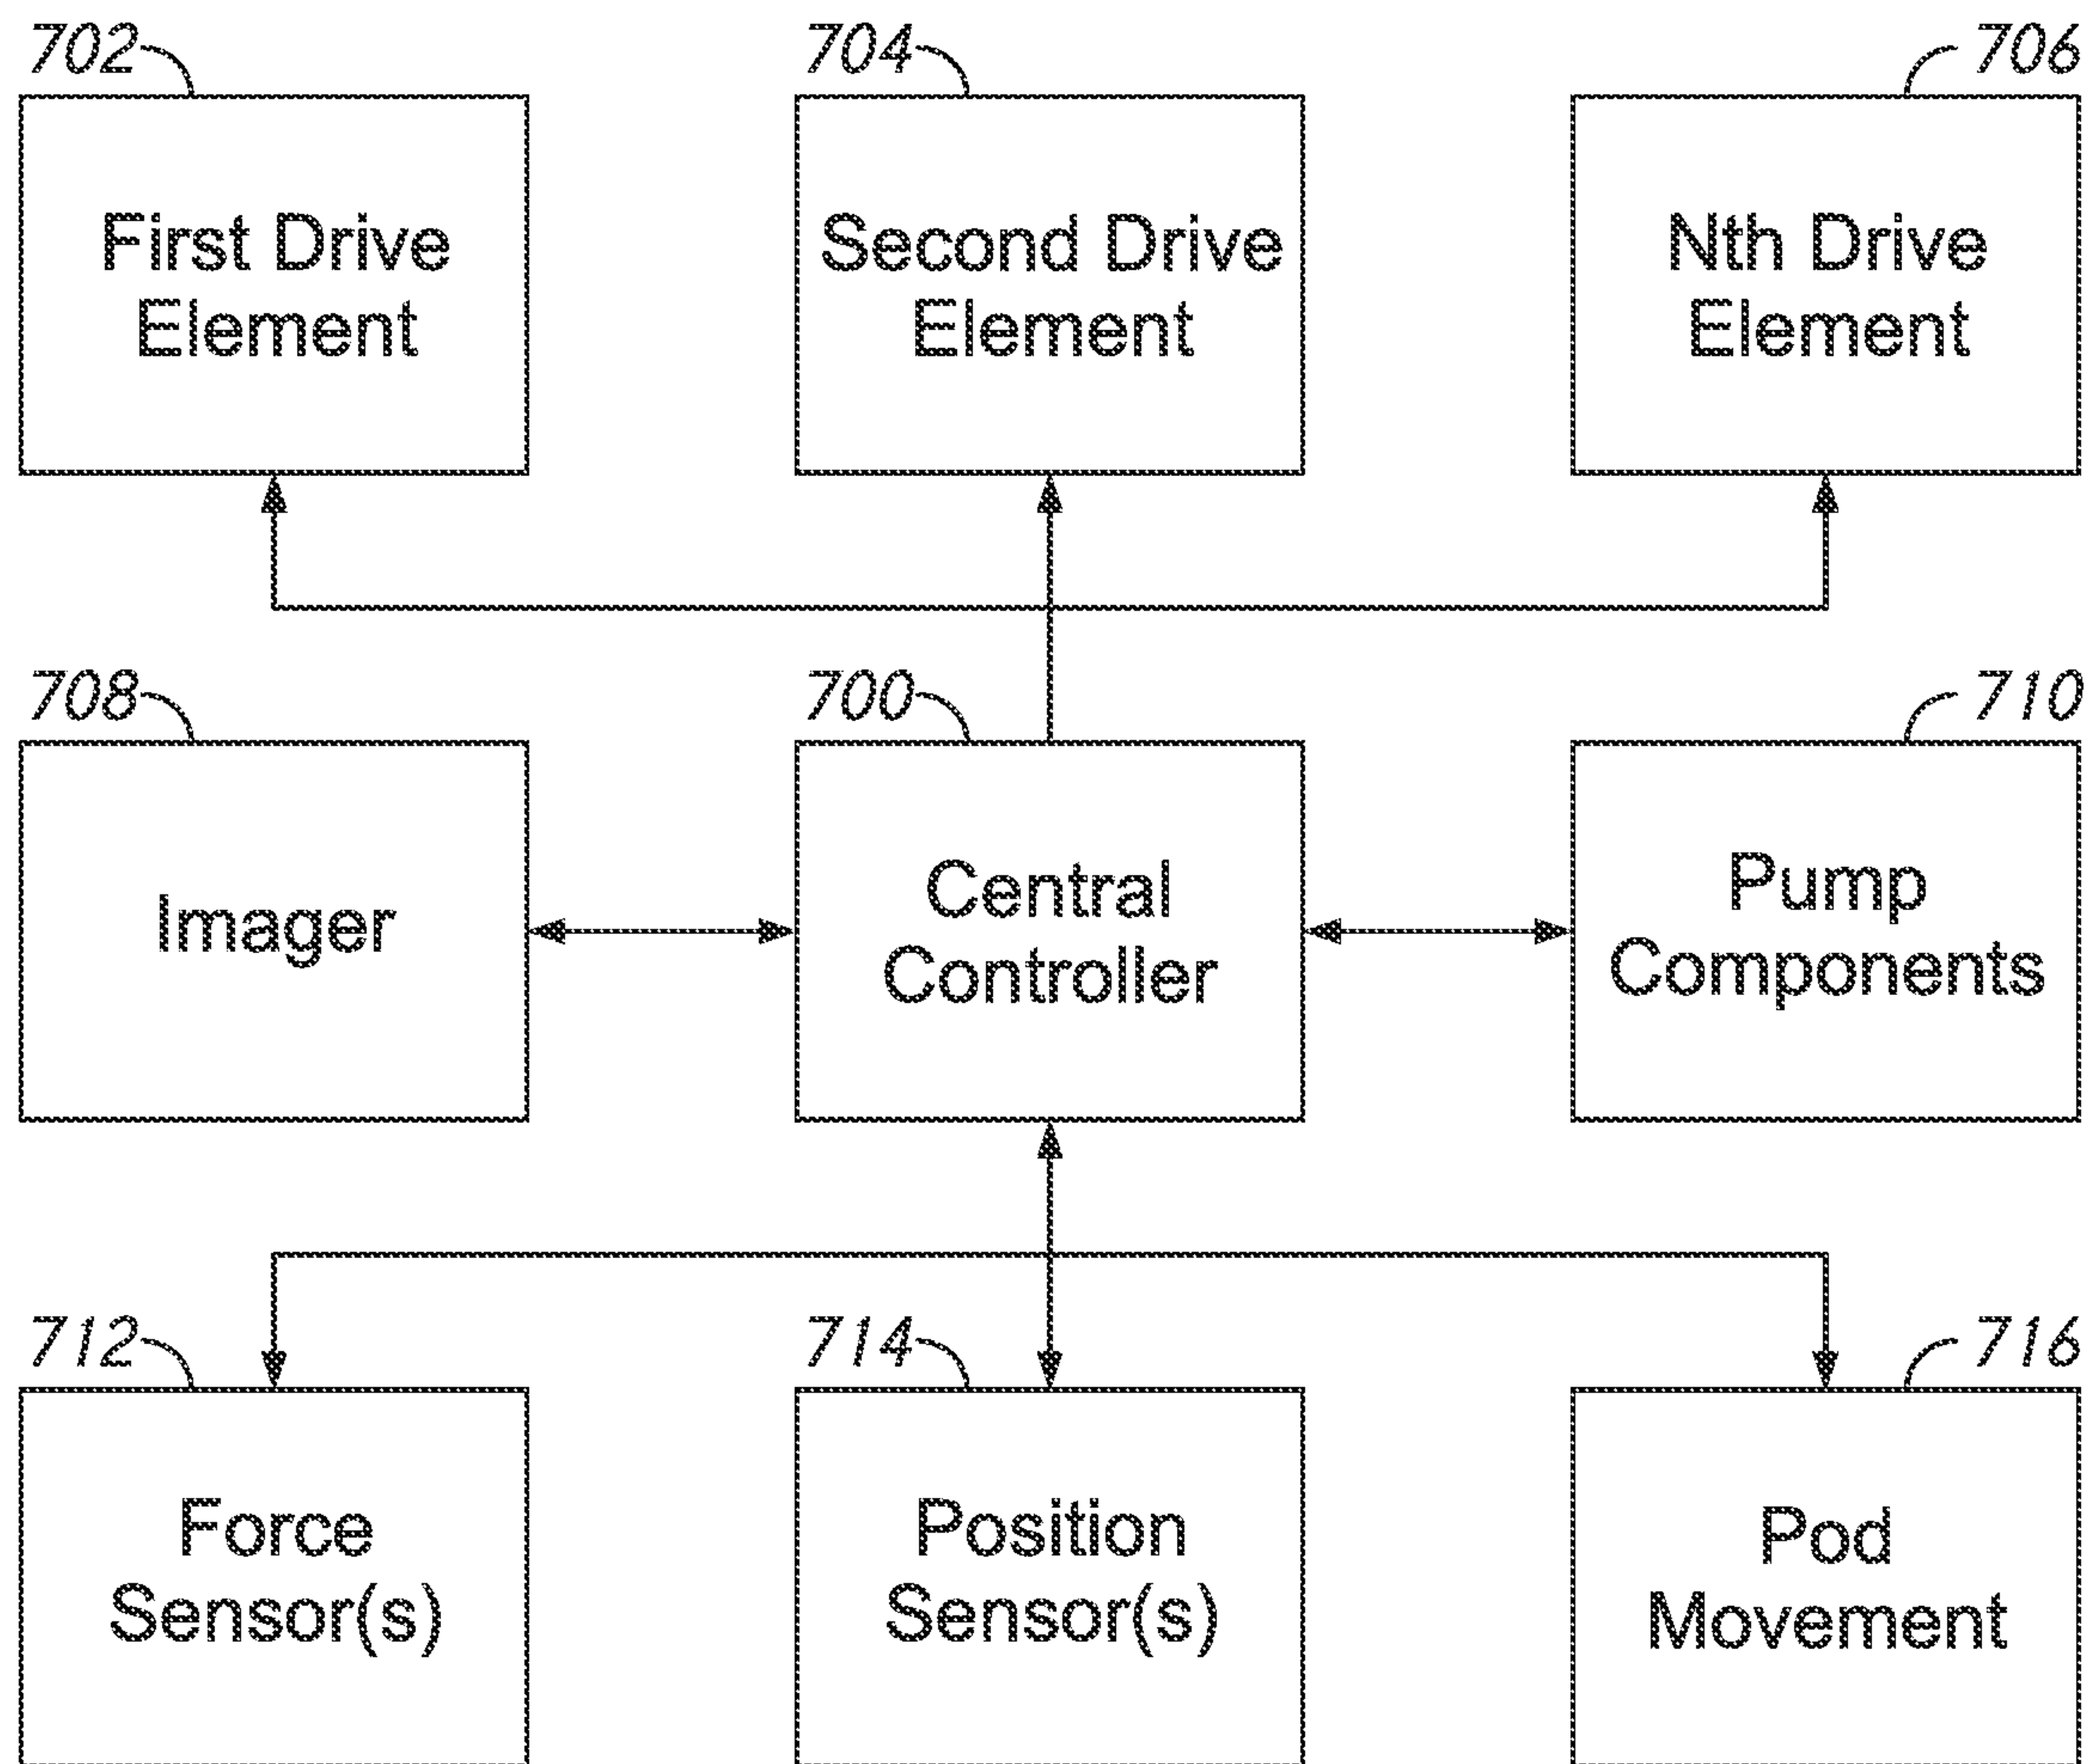 702
704
706
First Drive
Element
Second Drive
Element
Nth Drive
Element
708
700
710
Imager
Central
Controller
Pump
Components
712
714
716
Force
Sensor(s)
Position
Sensor(s)
Pod
Movement